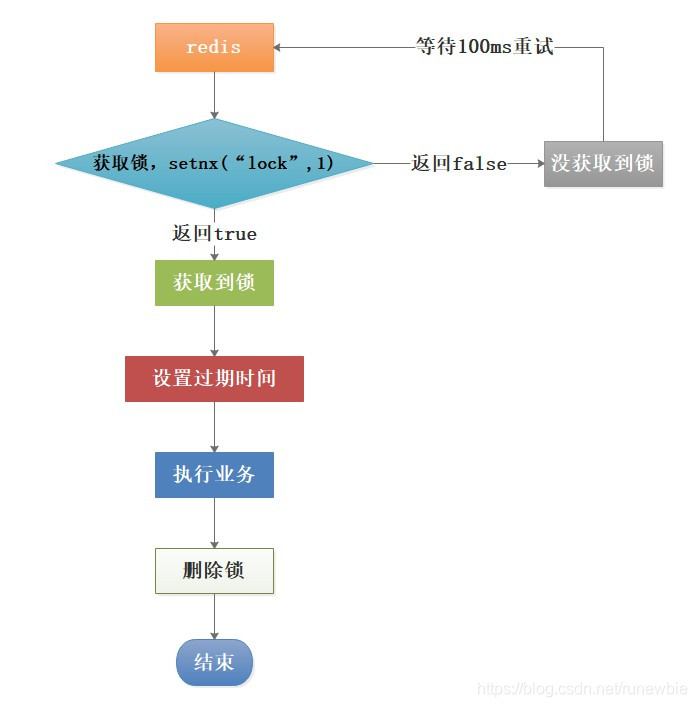 redis
等待100ms重试
获取锁，setnx(“lock”,1)
返回false
没获取到锁
返回true
获取到锁
设置过期时间
执行业务
删除锁
结束
https://blog.csdn.net/runewbie